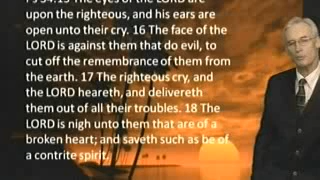 Ps 34:15 The eyes of the LORD are
upon the righteous, and his ears are
open unto their cry. 16 The face of the
LORD is against them that do evil, to
cut off the remembrance of them from
the earth. 17 The righteous cry, and
the LORD heareth, and delivereth
them out of all their troubles. 18 The
LORD is nigh unto them that are of a
broken heart; and saveth such as be of
a contrite spirit.